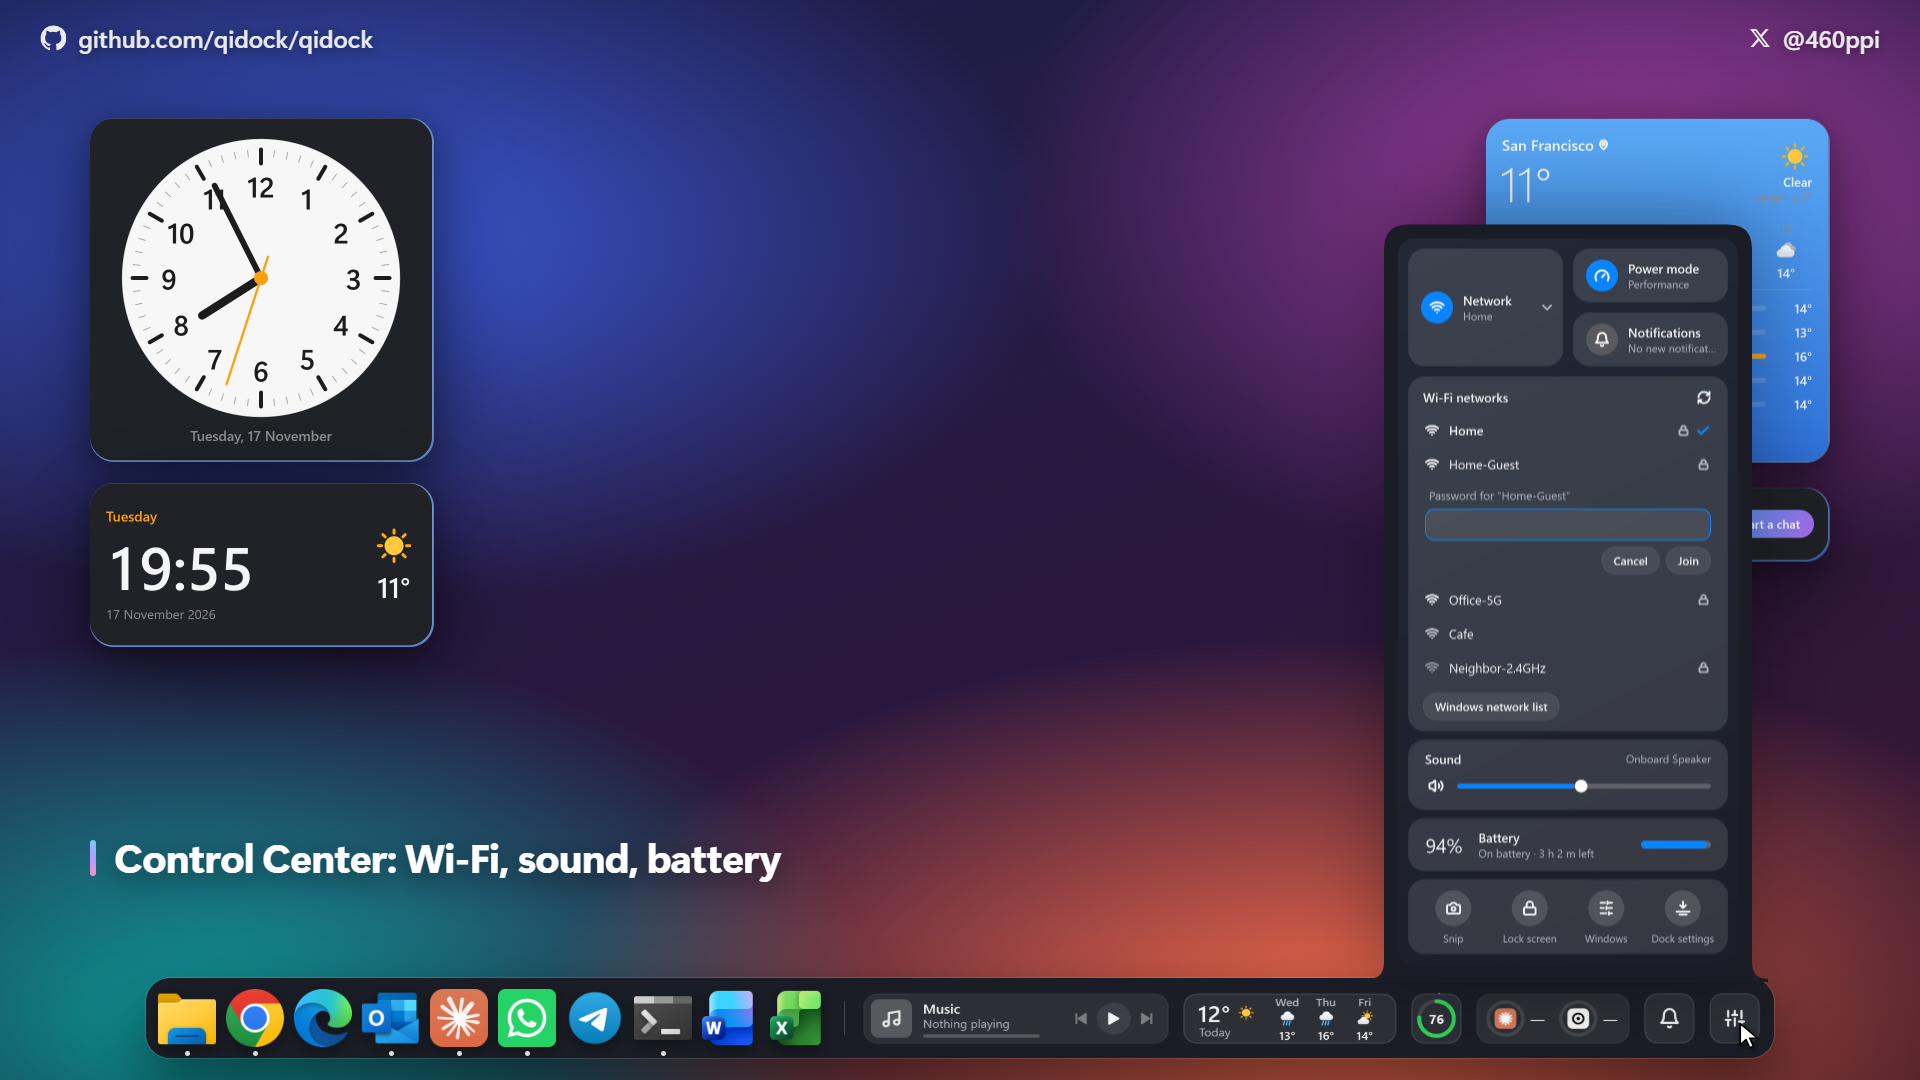 github.com/qidock/qidock
@460ppi
12
1
2
3
4
5
6
7
8
9
10
11
Tuesday, 17 November
Tuesday
19:55
17 November 2026
11°
San Francisco
11°
Clear
14°
14°
13°
16°
14°
14°
Network
Home
Power mode
Performance
Notifications
No new notificat...
Wi-Fi networks
Home
Home-Guest
Password for "Home-Guest"
Cancel
Join
Office-5G
Cafe
Neighbor-2.4GHz
Windows network list
Sound
Onboard Speaker
94%
Battery
On battery · 3 h 2 m left
Snip
Lock screen
Windows
Dock settings
a chat
Control Center: Wi-Fi, sound, battery
Music
Nothing playing
12°
Today
Wed
13°
Thu
16°
Fri
14°
76
—
—